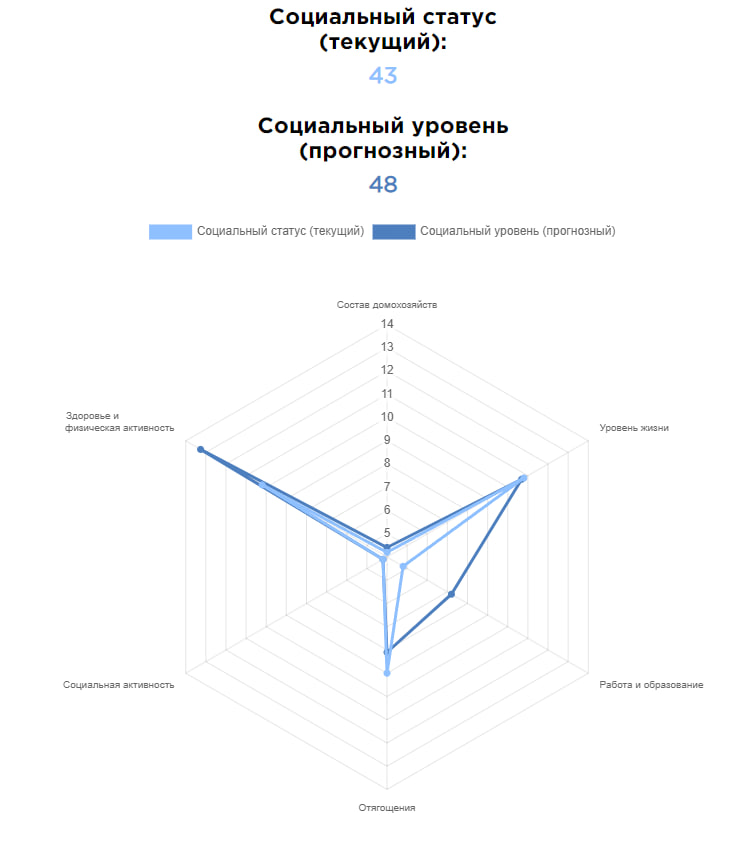 Социальный статус
(текущий):
43
Социальный уровень
(прогнозный):
48
Социальный статус (текущий) Социальный уровень (прогнозный)
Состав домохозяйств
14
13
12
11
10
9
8
7
6
5
Здоровье и
физическая активность
Уровень жизни
Социальная активность
Работа и образование
Отягощения